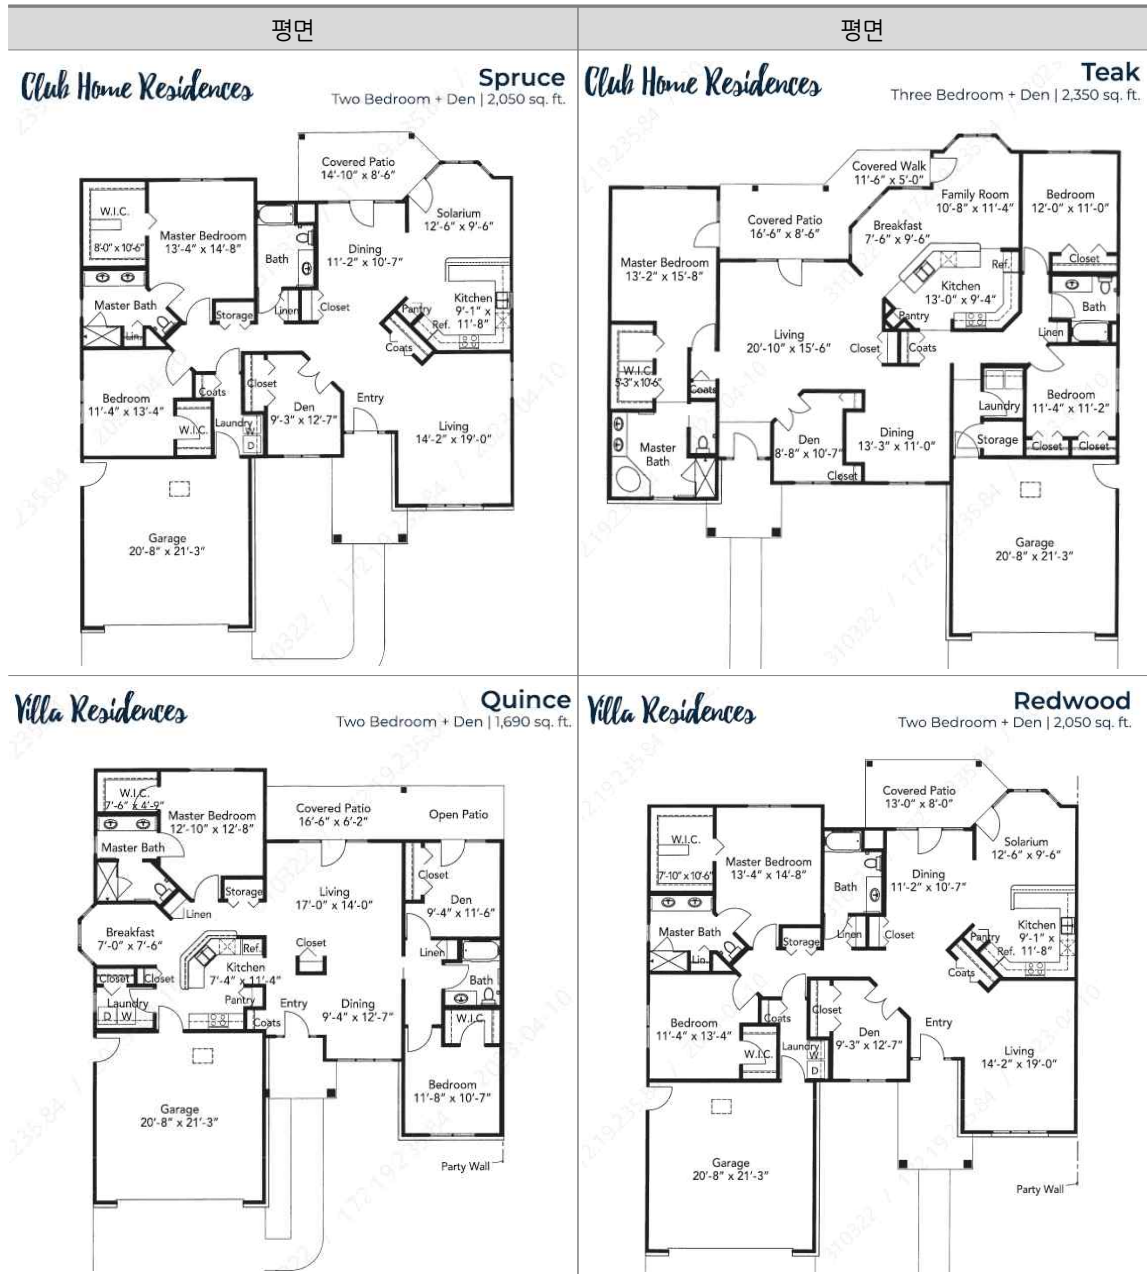 평면
평면
Club Home Residences
Spruce
Two Bedroom + Den | 2,050 sq. ft.
Covered Patio
14'-10" x 8'-6"
W.I.C.
8'-0" x 10'-6"
Master Bedroom
13'-4" x 14'-8"
Solarium
12'-6" x 9'-6"
Dining
11'-2" x 10'-7"
Bath
Master Bath
Lin.
Storage
Linen
Closet
Pantry
Ref.
Kitchen
9'-1" x
11'-8"
Coats
Bedroom
11'-4" x 13'-4"
Coats
W.I.C.
Laundry
W
D
Closet
Den
9'-3" x 12'-7"
Entry
Living
14'-2" x 19'-0"
Garage
20'-8" x 21'-3"
Club Home Residences
Teak
Three Bedroom + Den | 2,350 sq. ft.
Covered Walk
11'-6" x 5'-0"
Family Room
10'-8" x 11'-4"
Bedroom
12'-0" x 11'-0"
Covered Patio
16'-6" x 8'-6"
Breakfast
7'-6" x 9'-6"
Master Bedroom
13'-2" x 15'-8"
Ref.
Closet
Kitchen
13'-0" x 9'-4"
Bath
Pantry
Linen
Living
20'-10" x 15'-6"
Closet
Coats
W.I.C.
5'-3" x 10'-6"
Coats
Laundry
Bedroom
11'-4" x 11'-2"
Master
Bath
Den
8'-8" x 10'-7"
Closet
Dining
13'-3" x 11'-0"
Storage
Closet
Closet
Garage
20'-8" x 21'-3"
Villa Residences
Quince
Two Bedroom + Den | 1,690 sq. ft.
W.I.C.
7'-6" x 4'-9"
Master Bedroom
12'-10" x 12'-8"
Covered Patio
16'-6" x 6'-2"
Open Patio
Master Bath
Storage
Linen
Living
17'-0" x 14'-0"
Closet
Den
9'-4" x 11'-6"
Breakfast
7'-0" x 7'-6"
Ref.
Closet
Linen
Kitchen
7'-4" x 11'-4"
Closet
Closet
Bath
Laundry
D
W
Pantry
Coats
Entry
Dining
9'-4" x 12'-7"
W.I.C.
Bedroom
11'-8" x 10'-7"
Garage
20'-8" x 21'-3"
Party Wall
Villa Residences
Redwood
Two Bedroom + Den | 2,050 sq. ft.
Covered Patio
13'-0" x 8'-0"
W.I.C.
7'-10" x 10'-6"
Master Bedroom
13'-4" x 14'-8"
Solarium
12'-6" x 9'-6"
Dining
11'-2" x 10'-7"
Bath
Master Bath
Lin.
Storage
Linen
Closet
Pantry
Ref.
Kitchen
9'-1" x
11'-8"
Coats
Bedroom
11'-4" x 13'-4"
Coats
W.I.C.
Laundry
W
D
Closet
Den
9'-3" x 12'-7"
Entry
Living
14'-2" x 19'-0"
Garage
20'-8" x 21'-3"
Party Wall